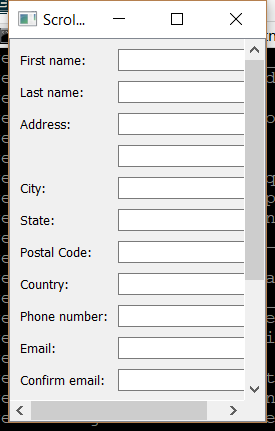 Scrol...
First name:
Last name:
Address:
City:
State:
Postal Code:
Country:
Phone number:
Email:
Confirm email: